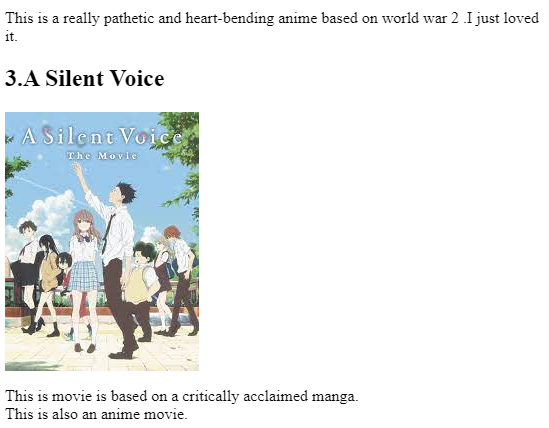 This is a really pathetic and heart-bending anime based on world war 2 .I just loved
it.
3.A Silent Voice
A Silent Voice
The Movie
This is movie is based on a critically acclaimed manga.
This is also an anime movie.